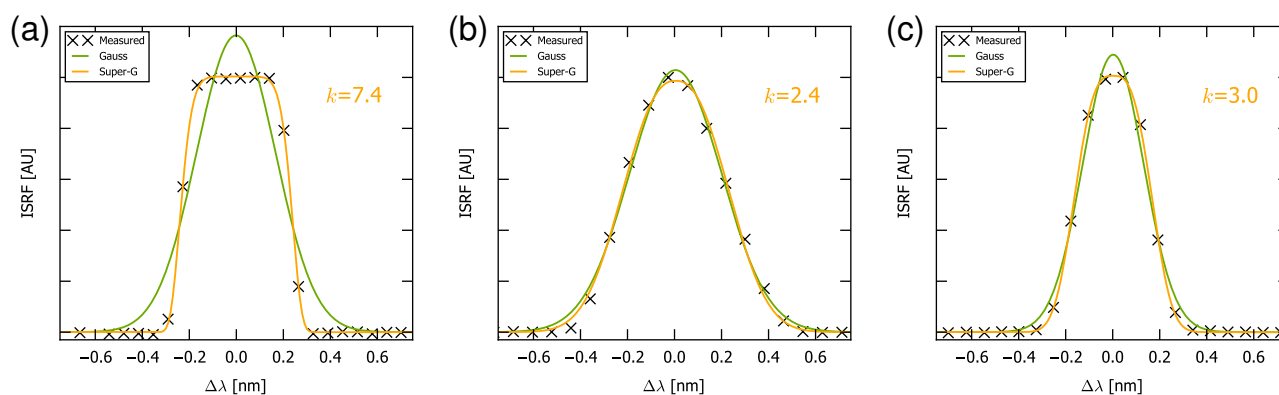 (a)
Measured
Gauss
Super-G
k=7.4
ISRF [AU]
−0.6 −0.4 −0.2 0.0 0.2 0.4 0.6
Δλ [nm]
(b)
Measured
Gauss
Super-G
k=2.4
ISRF [AU]
−0.6 −0.4 −0.2 0.0 0.2 0.4 0.6
Δλ [nm]
(c)
Measured
Gauss
Super-G
k=3.0
ISRF [AU]
−0.6 −0.4 −0.2 0.0 0.2 0.4 0.6
Δλ [nm]